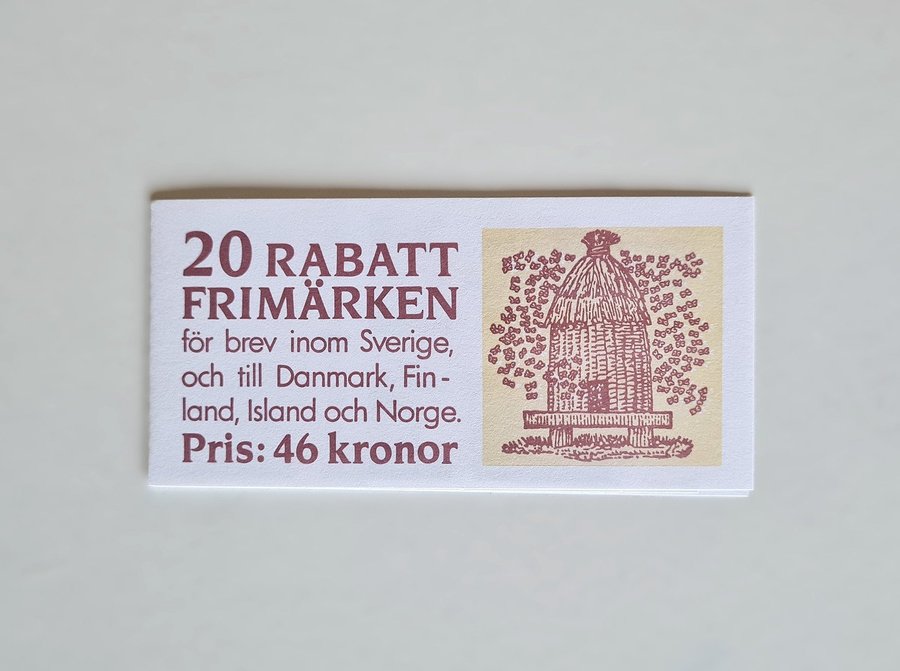 20 RABATT
FRIMÄRKEN
för brev inom Sverige,
och till Danmark, Fin-
land, Island och Norge.
Pris: 46 kronor